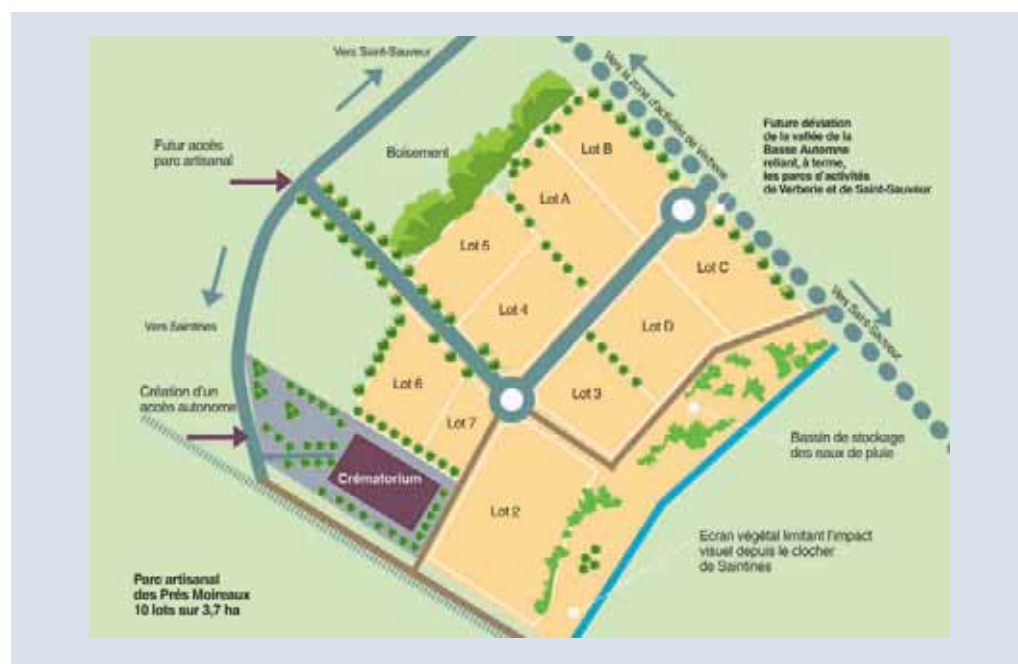 Vers Saint-Sauveur
Vers la zone d'activités de Verberie
Future déviation
de la vallée de la
Basse Automne
reliant, à terme,
les parcs d'activités
de Verberie et de Saint-Sauveur
Futur accès
parc artisanal
Boisement
Lot B
Lot A
Lot 5
Lot C
Lot 4
Lot D
Vers Saintines
Vers Saint-Sauveur
Lot 6
Lot 3
Création d'un
accès autonome
Lot 7
Bassin de stockage
des eaux de pluie
Crématorium
Lot 2
Ecran végétal limitant l'impact
visuel depuis le clocher
de Saintines
Parc artisanal
des Prés Moireaux
10 lots sur 3,7 ha